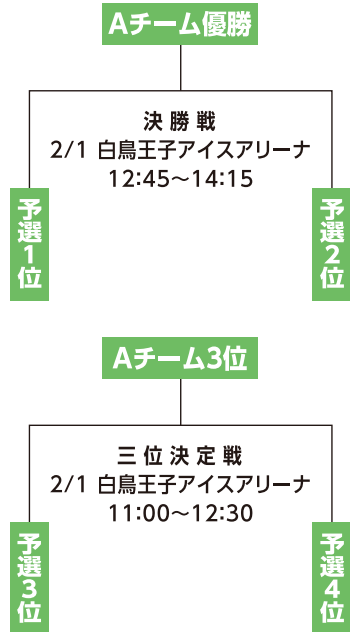 Aチーム優勝
決勝戦
2/1 白鳥王子アイスアリーナ
12:45～14:15
予選1位
予選2位
Aチーム3位
三位決定戦
2/1 白鳥王子アイスアリーナ
11:00～12:30
予選3位
予選4位